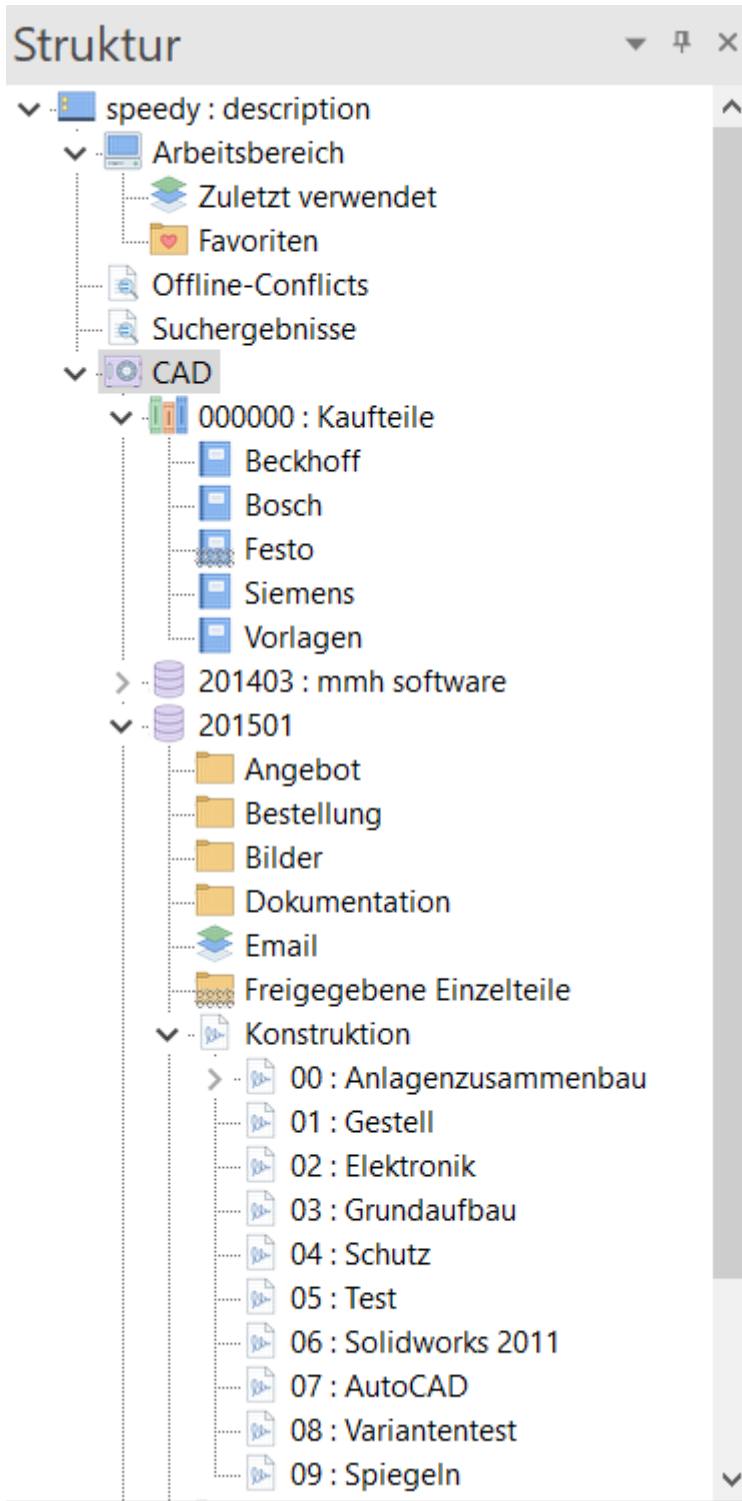 Struktur
speedy : description
Arbeitsbereich
Zuletzt verwendet
Favoriten
Offline-Conflicts
Suchergebnisse
CAD
000000 : Kaufteile
Beckhoff
Bosch
Festo
Siemens
Vorlagen
201403 : mmh software
201501
Angebot
Bestellung
Bilder
Dokumentation
Email
Freigegebene Einzelteile
Konstruktion
00 : Anlagenzusammenbau
01 : Gestell
02 : Elektronik
03 : Grundaufbau
04 : Schutz
05 : Test
06 : Solidworks 2011
07 : AutoCAD
08 : Variantentest
09 : Spiegeln